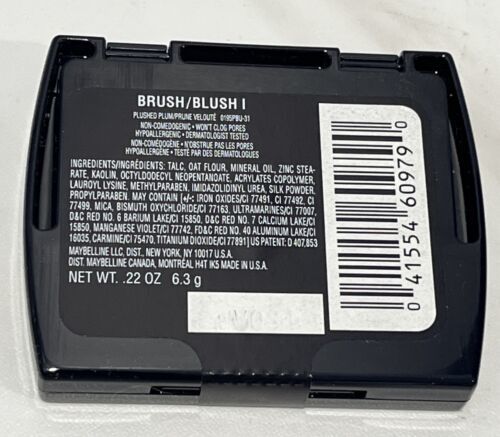 BRUSH/BLUSH I
PLUSHED PLUM/PRUNE VELOUTÉ 0195PBU-31
NON-COMEDOGENIC • WON'T CLOG PORES
HYPOALLERGENIC • DERMATOLOGIST TESTED
NON-COMÉDOGÈNE • N'OBSTRUE PAS LES PORES
HYPOALLERGÈNE • TESTÉ PAR DES DERMATOLOGUES
INGREDIENTS/INGRÉDIENTS: TALC, OAT FLOUR, MINERAL OIL, ZINC STEA-
RATE, KAOLIN, OCTYLDODECYL NEOPENTANOATE, ACRYLATES COPOLYMER,
LAUROYL LYSINE, METHYLPARABEN, IMIDAZOLIDINYL UREA, SILK POWDER,
PROPYLPARABEN. MAY CONTAIN [+/-: IRON OXIDES/CI 77491, CI 77492, CI
77499, MICA, BISMUTH OXYCHLORIDE/CI 77163, ULTRAMARINES/CI 77007,
D&C RED NO. 6 BARIUM LAKE/CI 15850, D&C RED NO. 7 CALCIUM LAKE/CI
15850, MANGANESE VIOLET/CI 77742, FD&C RED NO. 40 ALUMINUM LAKE/CI
16035, CARMINE/CI 75470, TITANIUM DIOXIDE/CI 77891] US PATENT: D 407,853
MAYBELLINE LLC, DIST., NEW YORK, NY 10017 U.S.A.
DIST. MAYBELLINE CANADA, MONTRÉAL H4T 1K5 MADE IN U.S.A.
NET WT. .22 OZ 6.3 g
0 41554 60979 0